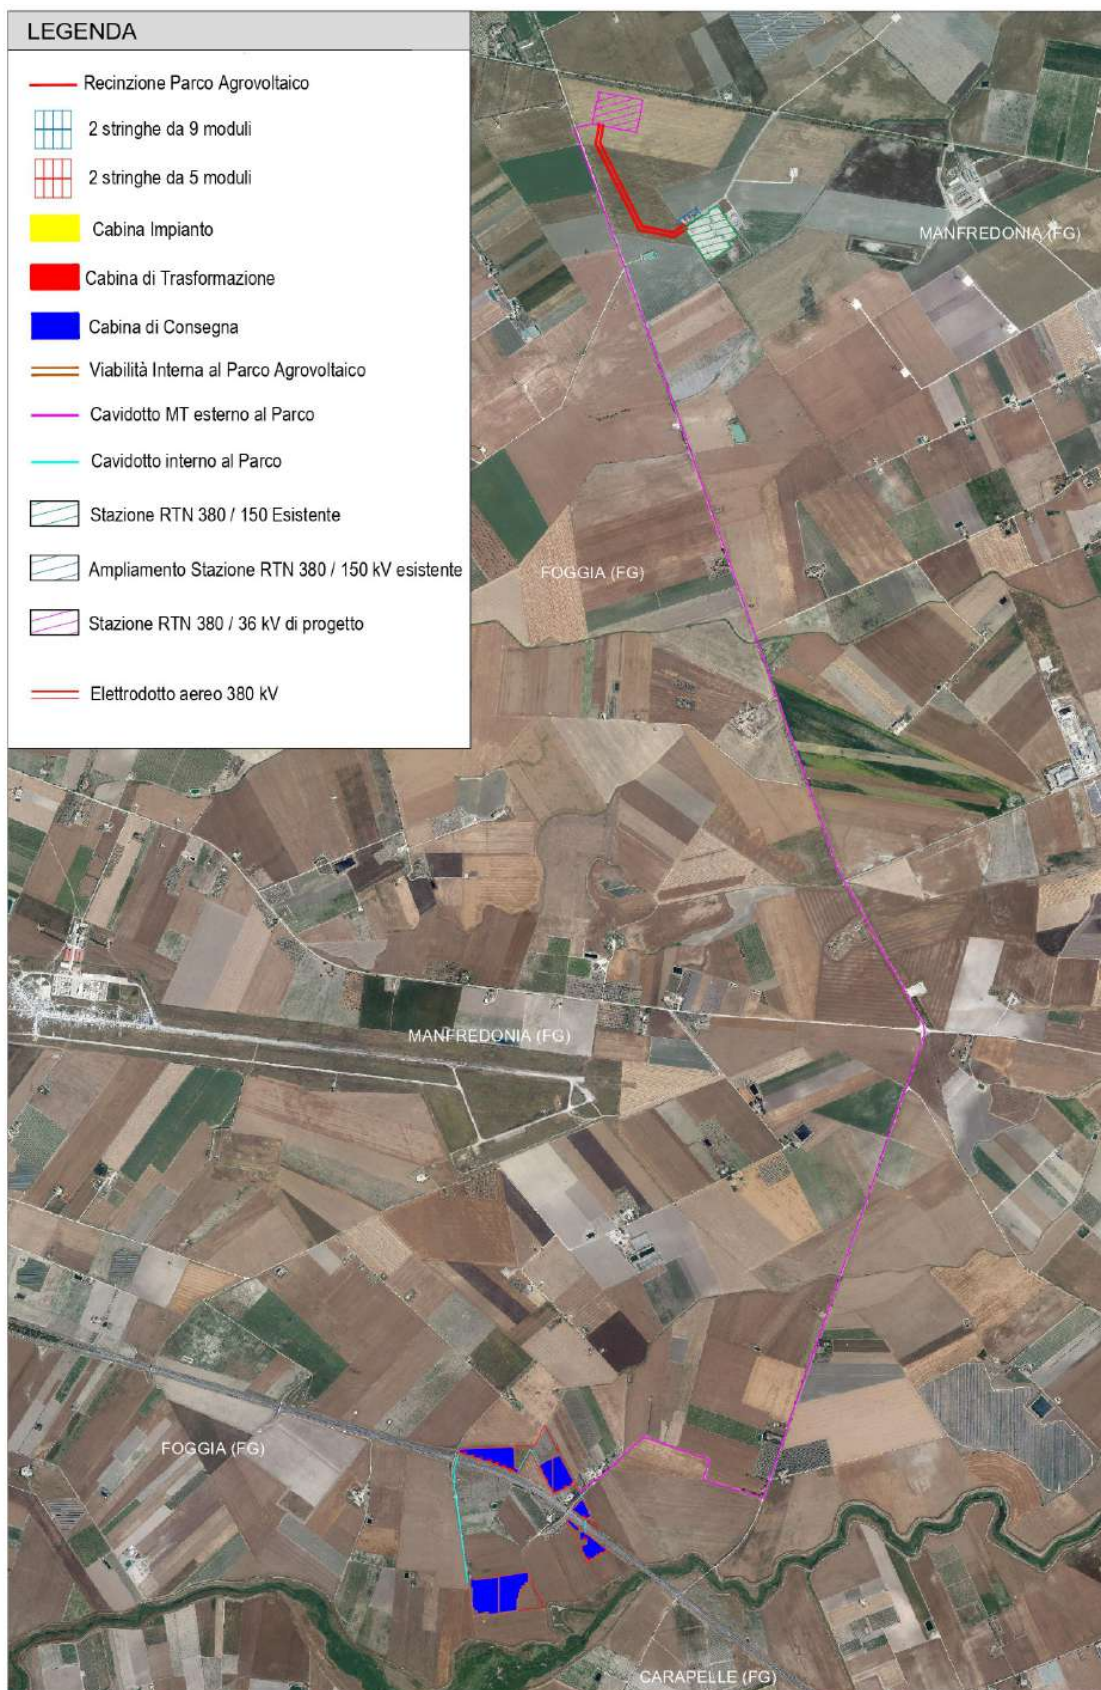 LEGENDA
Recinzione Parco Agrovoltaico
2 stringhe da 9 moduli
2 stringhe da 5 moduli
Cabina Impianto
Cabina di Trasformazione
Cabina di Consegna
Viabilità Interna al Parco Agrovoltaico
Cavidotto MT esterno al Parco
Cavidotto interno al Parco
Stazione RTN 380 / 150 Esistente
Ampliamento Stazione RTN 380 / 150 kV esistente
Stazione RTN 380 / 36 kV di progetto
Elettrodotto aereo 380 kV
MANFREDONIA (FG)
FOGGIA (FG)
MANFREDONIA (FG)
FOGGIA (FG)
CARAPELLE (FG)